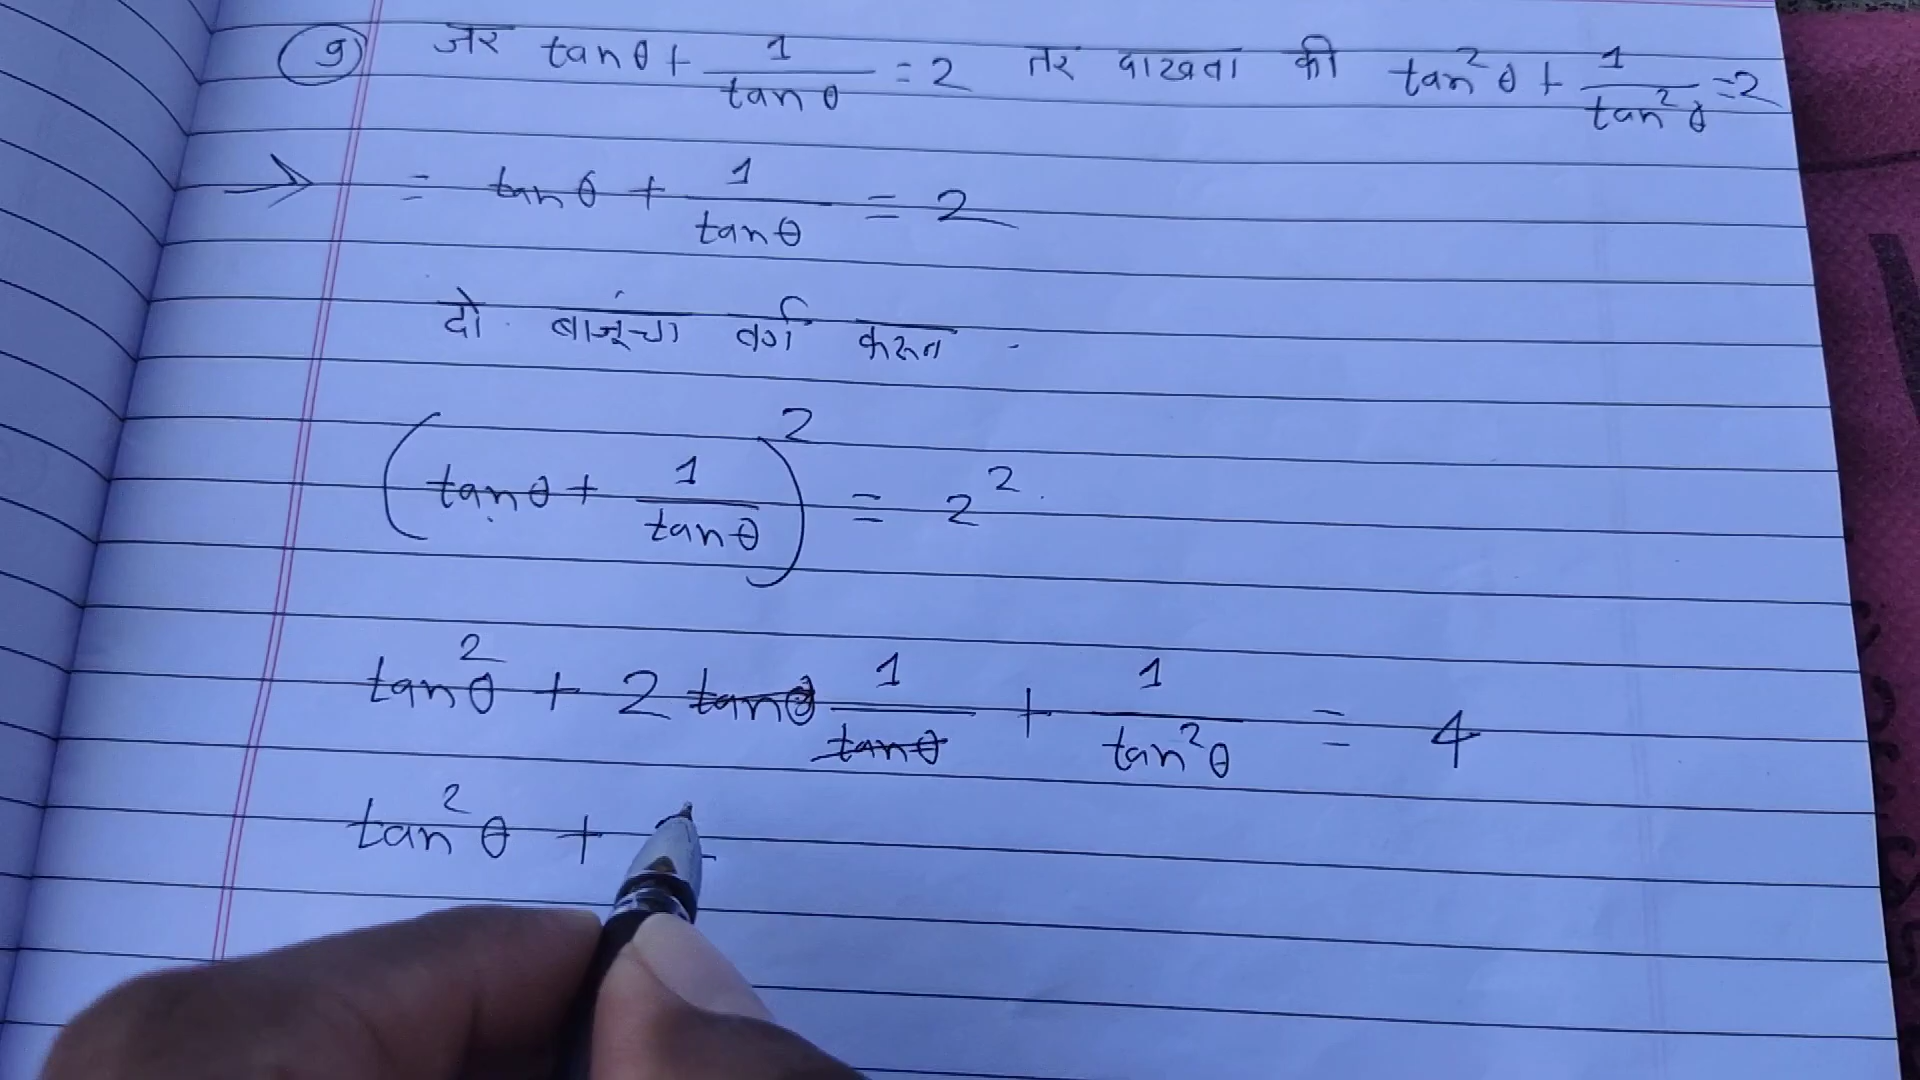 9) जर tanθ + 1/tanθ = 2 तर दाखवा की tan²θ + 1/tan²θ = 2
→ = tanθ + 1/tanθ = 2
दो बाजूंचा वर्ग करून
(tanθ + 1/tanθ)² = 2²
tan²θ + 2 tanθ 1/tanθ + 1/tan²θ = 4
tan²θ +